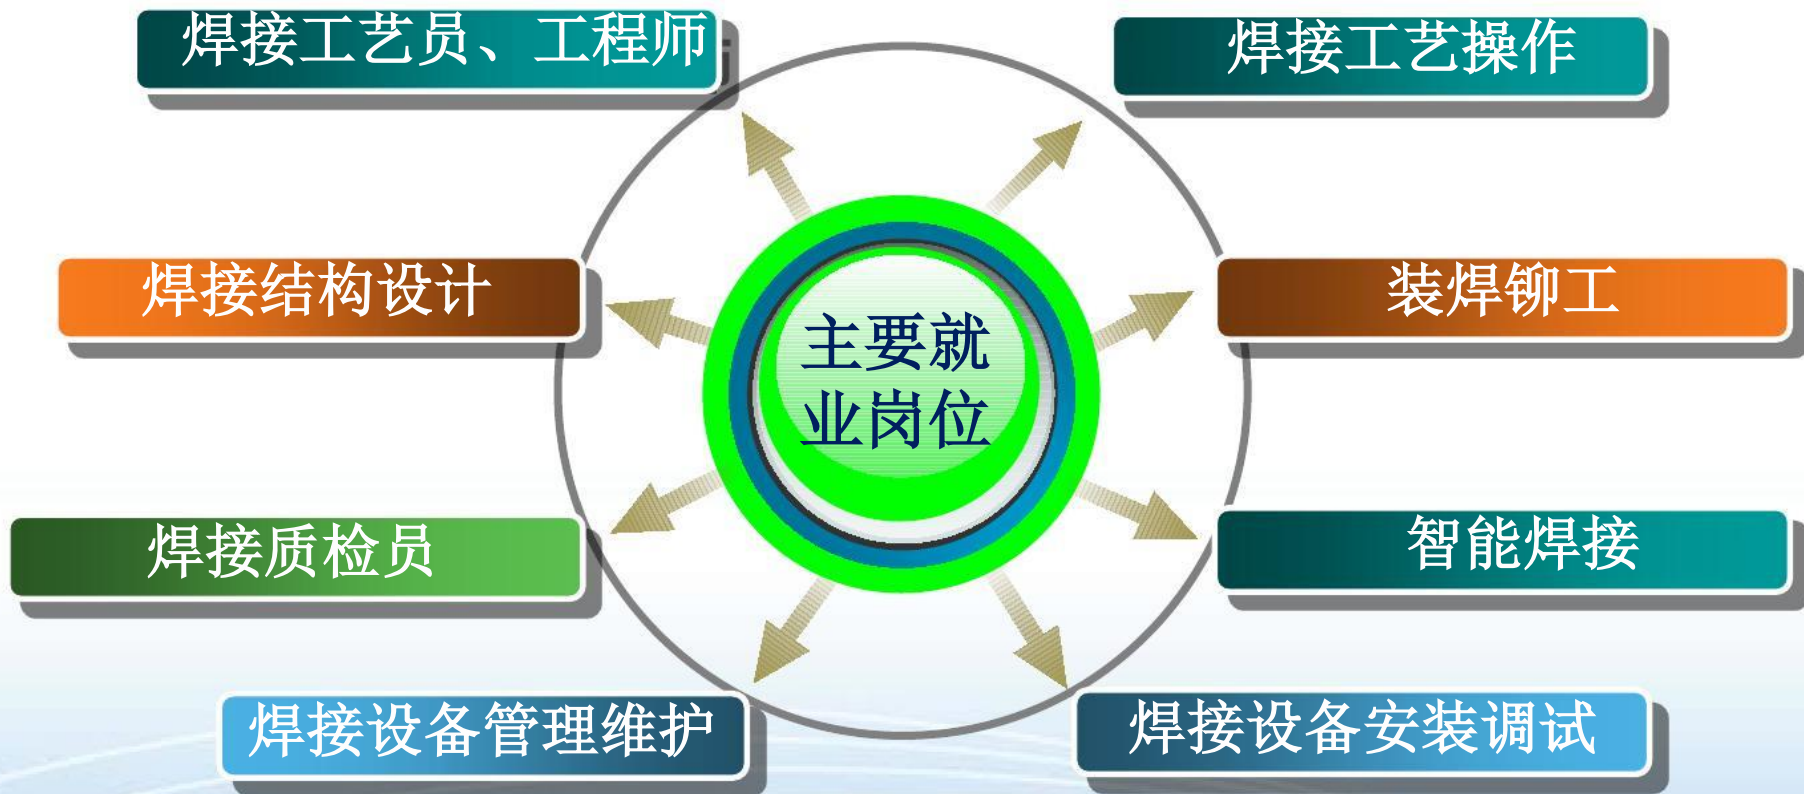 焊接工艺员、工程师
焊接工艺操作
焊接结构设计
装焊铆工
主要就
业岗位
焊接质检员
智能焊接
焊接设备管理维护
焊接设备安装调试